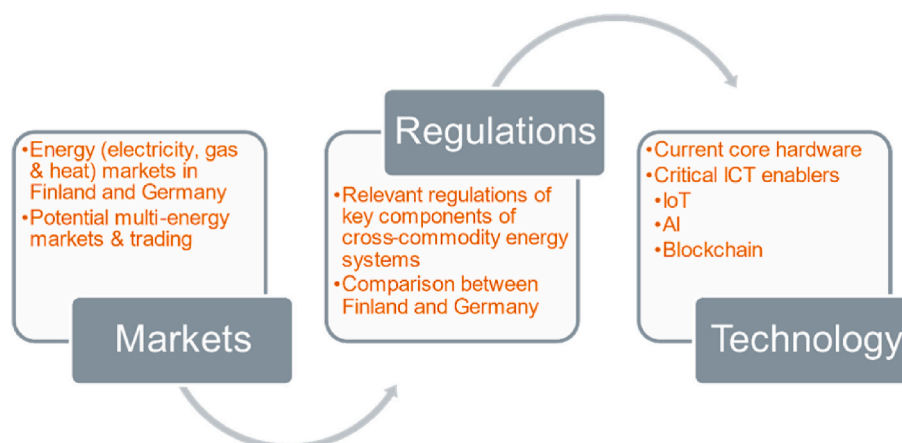 •Energy (electricity, gas
& heat) markets in
Finland and Germany
•Potential multi-energy
markets & trading
Markets
Regulations
•Relevant regulations of
key components of
cross-commodity energy
systems
•Comparison between
Finland and Germany
•Current core hardware
•Critical ICT enablers
•IoT
•AI
•Blockchain
Technology